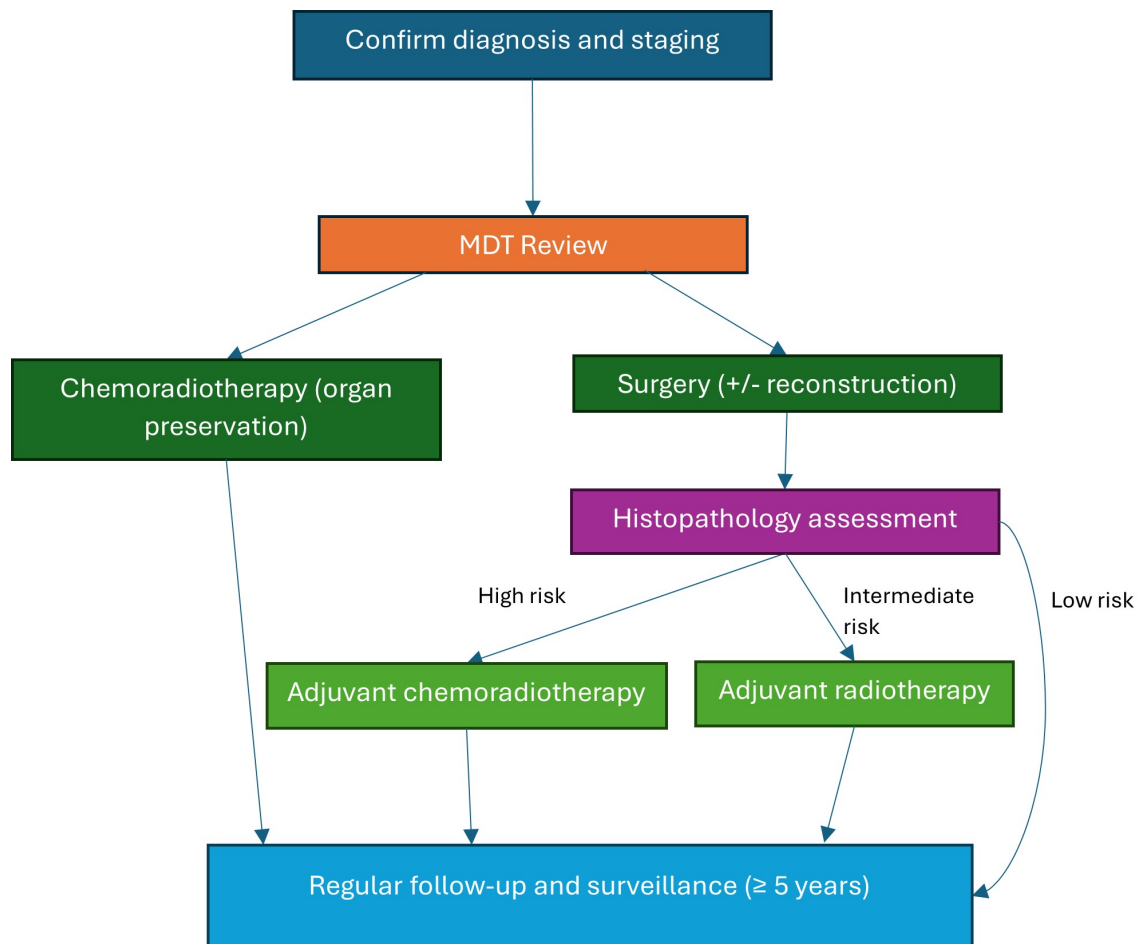 Confirm diagnosis and staging
MDT Review
Chemoradiotherapy (organ
preservation)
Surgery (+/- reconstruction)
Histopathology assessment
High risk
Intermediate
risk
Low risk
Adjuvant chemoradiotherapy
Adjuvant radiotherapy
Regular follow-up and surveillance (≥ 5 years)